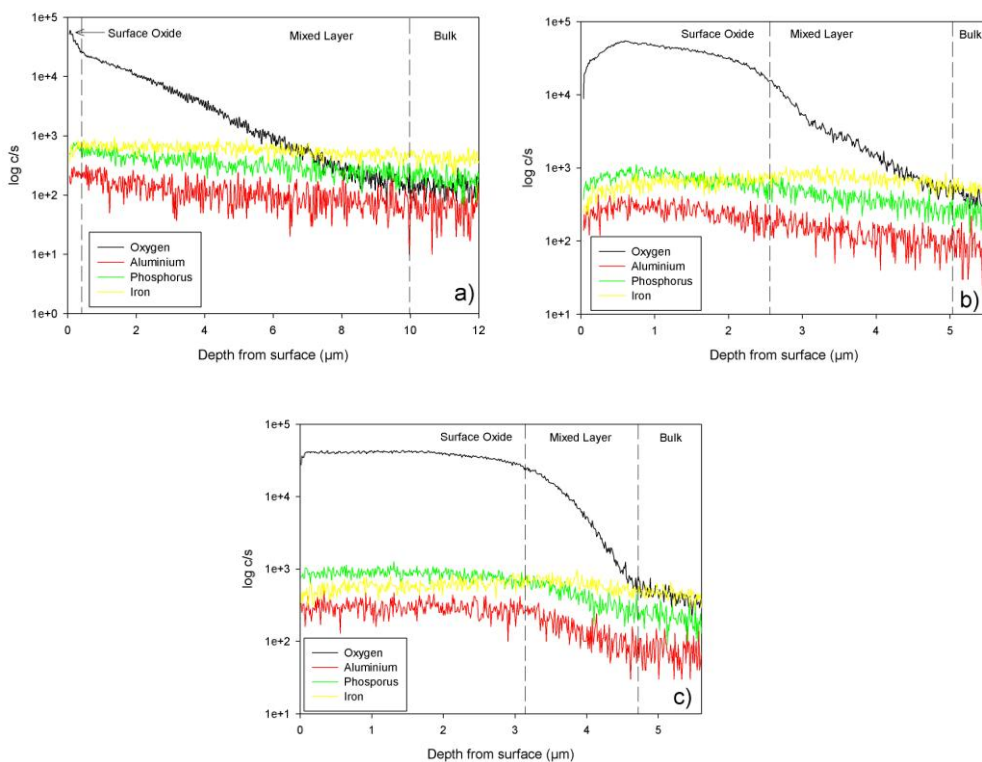 1e+5
1e+4
1e+3
1e+2
1e+1
1e+0
log c/s
Surface Oxide
Mixed Layer
Bulk
Oxygen
Aluminium
Phosphorus
Iron
a)
0 2 4 6 8 10 12
Depth from surface (µm)
1e+5
1e+4
1e+3
1e+2
1e+1
log c/s
Surface Oxide
Mixed Layer
Bulk
Oxygen
Aluminium
Phosphorus
Iron
b)
0 1 2 3 4 5
Depth from surface (µm)
1e+5
1e+4
1e+3
1e+2
1e+1
log c/s
Surface Oxide
Mixed Layer
Bulk
Oxygen
Aluminium
Phosporus
Iron
c)
0 1 2 3 4 5
Depth from surface (µm)